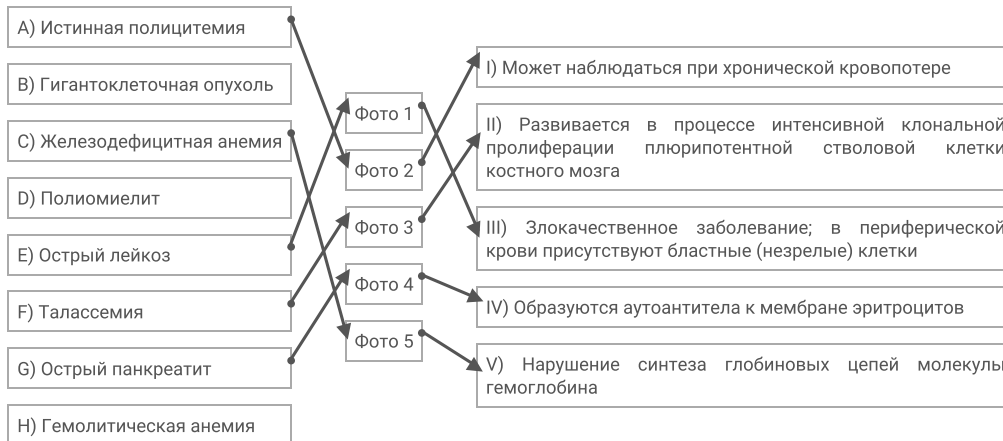 A) Истинная полицитемия
B) Гигантоклеточная опухоль
C) Железодефицитная анемия
D) Полиомиелит
E) Острый лейкоз
F) Талассемия
G) Острый панкреатит
H) Гемолитическая анемия
Фото 1
Фото 2
Фото 3
Фото 4
Фото 5
I) Может наблюдаться при хронической кровопотере
II) Развивается в процессе интенсивной клональной
пролиферации плюрипотентной стволовой клетки
костного мозга
III) Злокачественное заболевание; в периферической
крови присутствуют бластные (незрелые) клетки
IV) Образуются аутоантитела к мембране эритроцитов
V) Нарушение синтеза глобиновых цепей молекулы
гемоглобина